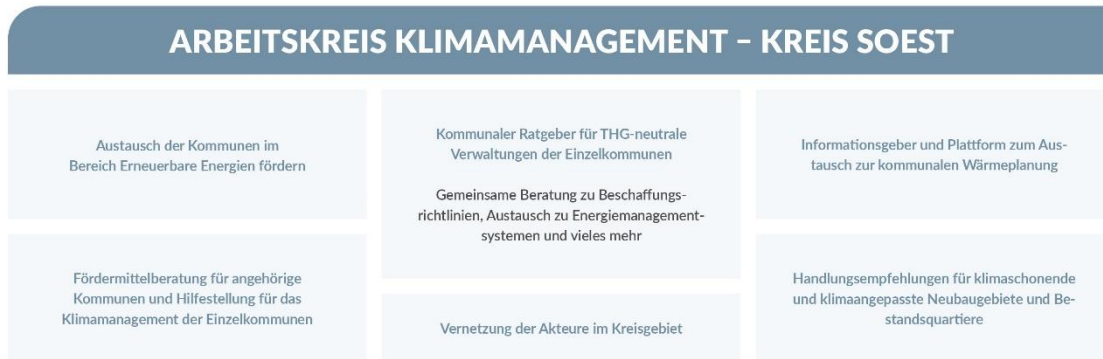 ARBEITSKREIS KLIMAMANAGEMENT – KREIS SOEST
Austausch der Kommunen im
Bereich Erneuerbare Energien fördern
Fördermittelberatung für angehörige
Kommunen und Hilfestellung für das
Klimamanagement der Einzelkommunen
Kommunaler Ratgeber für THG-neutrale
Verwaltungen der Einzelkommunen
Gemeinsame Beratung zu Beschaffungs-
richtlinien, Austausch zu Energiemanagement-
systemen und vieles mehr
Vernetzung der Akteure im Kreisgebiet
Informationsgeber und Plattform zum Aus-
tausch zur kommunalen Wärmeplanung
Handlungsempfehlungen für klimaschonende
und klimaangepasste Neubaugebiete und Be-
standsquartiere